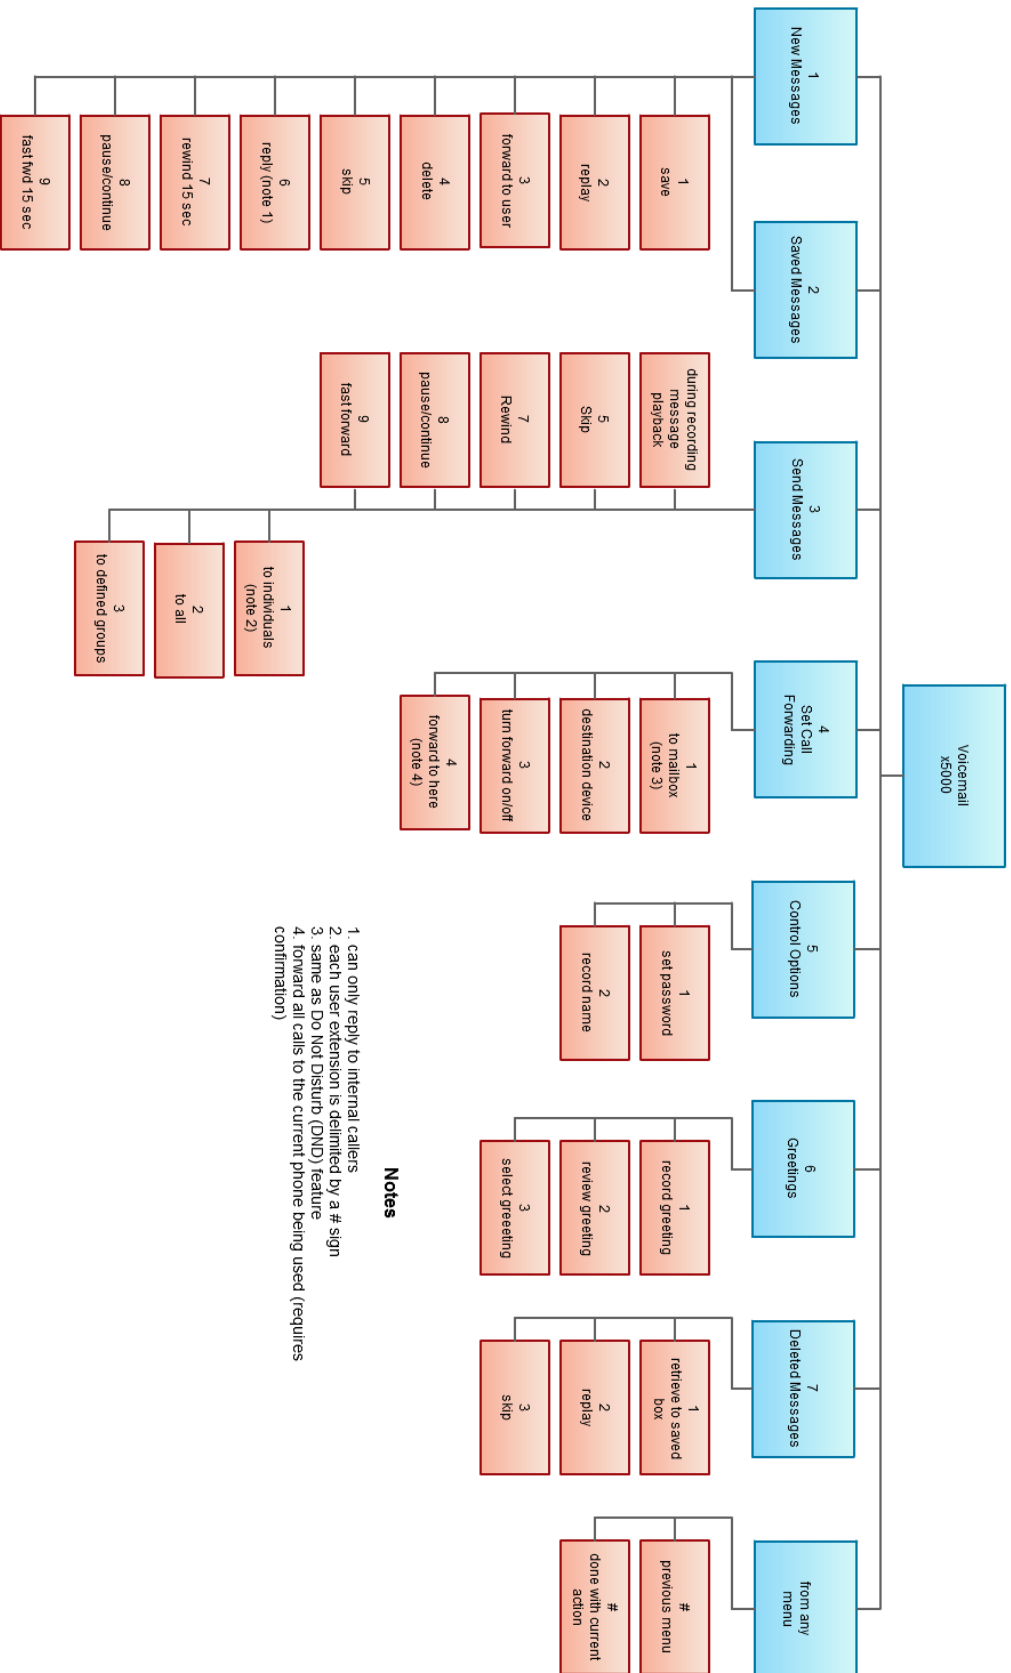 Voicemail
x5000
1
New Messages
1
save
2
replay
3
forward to user
4
delete
5
skip
6
reply (note 1)
7
rewind 15 sec
8
pause/continue
9
fast fwd 15 sec
2
Saved Messages
3
Send Messages
during recording
message
playback
5
Skip
7
Rewind
8
pause/continue
9
fast forward
1
to individuals
(note 2)
2
to all
3
to defined groups
4
Set Call
Forwarding
1
to mailbox
(note 3)
2
destination device
3
turn forward on/off
4
forward to here
(note 4)
5
Control Options
1
set password
2
record name
6
Greetings
1
record greeting
2
review greeting
3
select greeeting
7
Deleted Messages
1
retrieve to saved
box
2
replay
3
skip
from any
menu
#
previous menu
#
done with current
action
Notes
1. can only reply to internal callers
2. each user extension is delimited by a # sign
3. same as Do Not Disturb (DND) feature
4. forward all calls to the current phone being used (requires
confirmation)